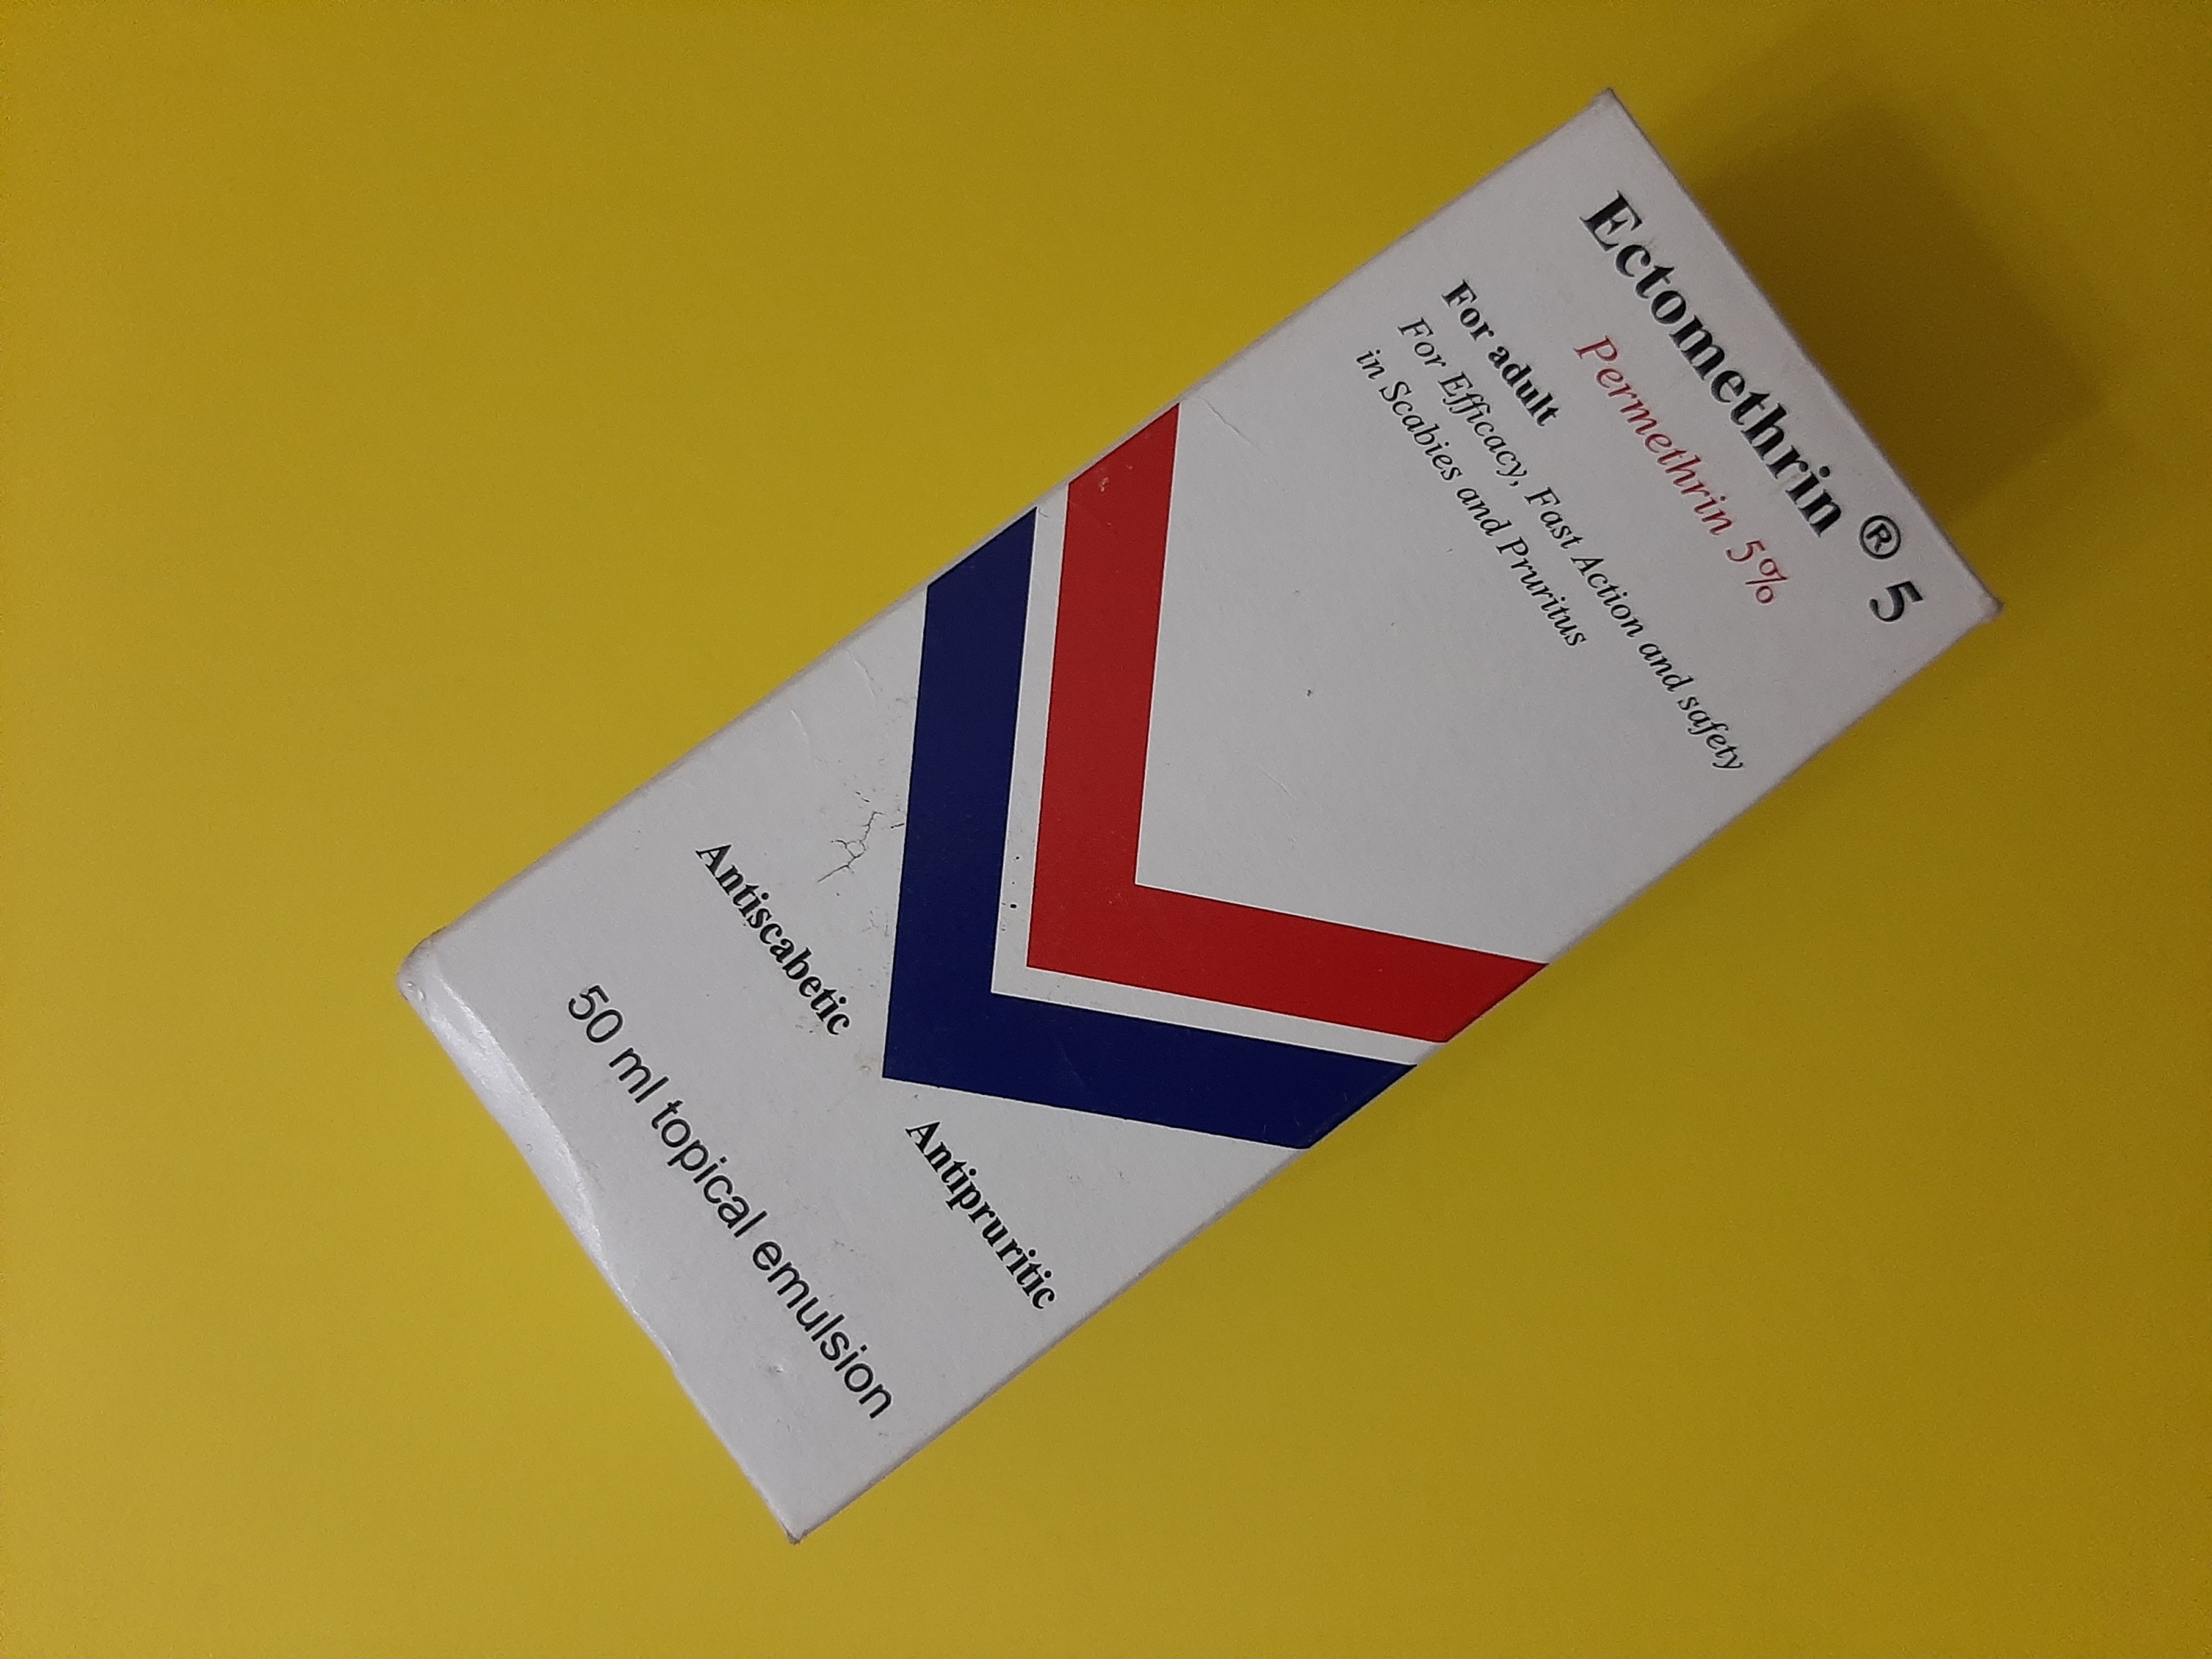 Ectomethrin ® 5
Permethrin 5%
For adult
For Efficacy, Fast Action and safety
in Scabies and Pruritus
Antiscabetic
Antipruritic
50 ml topical emulsion